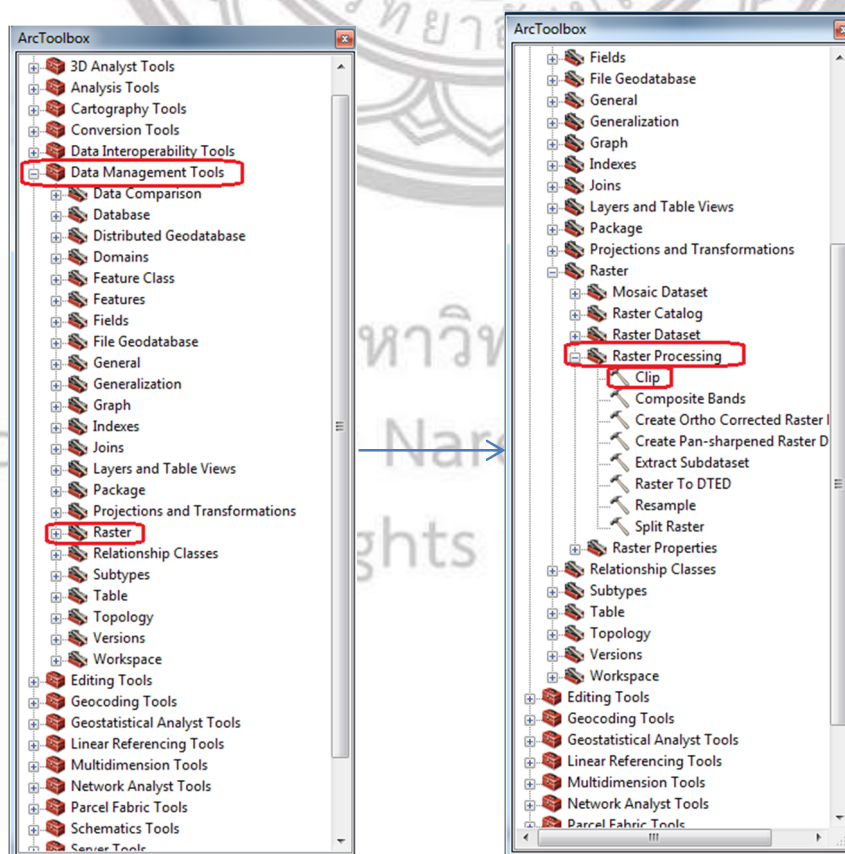 ArcToolbox
3D Analyst Tools
Analysis Tools
Cartography Tools
Conversion Tools
Data Interoperability Tools
Data Management Tools
Data Comparison
Database
Distributed Geodatabase
Domains
Feature Class
Features
Fields
File Geodatabase
General
Generalization
Graph
Indexes
Joins
Layers and Table Views
Package
Projections and Transformations
Raster
Relationship Classes
Subtypes
Table
Topology
Versions
Workspace
Editing Tools
Geocoding Tools
Geostatistical Analyst Tools
Linear Referencing Tools
Multidimension Tools
Network Analyst Tools
Parcel Fabric Tools
Schematics Tools
Server Tools
ArcToolbox
Fields
File Geodatabase
General
Generalization
Graph
Indexes
Joins
Layers and Table Views
Package
Projections and Transformations
Raster
Mosaic Dataset
Raster Catalog
Raster Dataset
Raster Processing
Clip
Composite Bands
Create Ortho Corrected Raster
Create Pan-sharpened Raster D
Extract Subdataset
Raster To DTED
Resample
Split Raster
Raster Properties
Relationship Classes
Subtypes
Table
Topology
Versions
Workspace
Editing Tools
Geocoding Tools
Geostatistical Analyst Tools
Linear Referencing Tools
Multidimension Tools
Network Analyst Tools
Parcel Fabric Tools